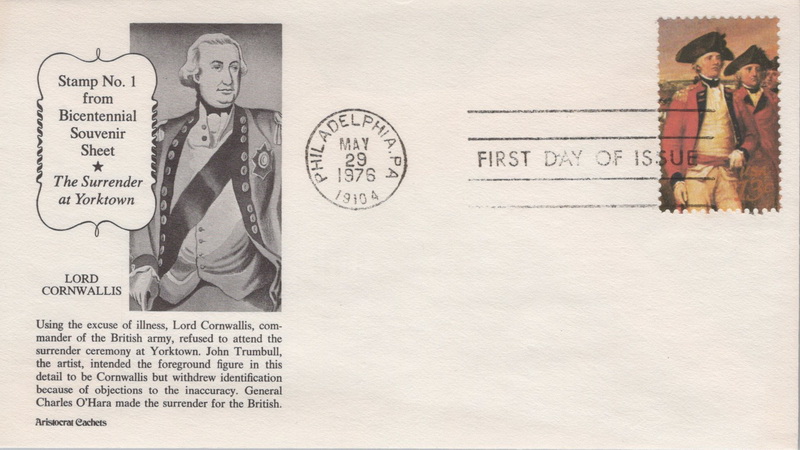 Stamp No. 1
from
Bicentennial
Souvenir
Sheet
★
The Surrender
at Yorktown
LORD
CORNWALLIS
Using the excuse of illness, Lord Cornwallis, com-
mander of the British army, refused to attend the
surrender ceremony at Yorktown. John Trumbull,
the artist, intended the foreground figure in this
detail to be Cornwallis but withdrew identification
because of objections to the inaccuracy. General
Charles O'Hara made the surrender for the British.
Aristocrat Cachets
PHILADELPHIA, PA
MAY
29
1976
19104
FIRST DAY OF ISSUE